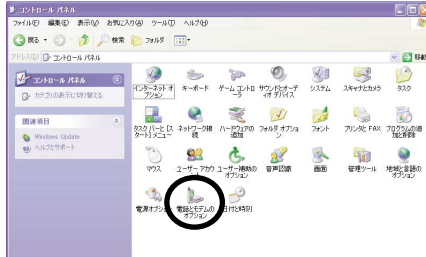 コントロール パネル
ファイル(F) 編集(E) 表示(V) お気に入り(A) ツール(T) ヘルプ(H)
戻る 検索 フォルダ
アドレス(D) コントロール パネル 移動
コントロール パネル
カテゴリの表示に切り替える
関連項目
Windows Update
ヘルプとサポート
インターネット オプション
キーボード
ゲーム コントローラ
サウンドとオーディオ デバイス
システム
スキャナとカメラ
タスク
タスク バーと [スタート] メニュー
ネットワーク接続
ハードウェアの追加
フォルダ オプション
フォント
プリンタと FAX
プログラムの追加と削除
マウス
ユーザー アカウント
ユーザー補助のオプション
音声認識
画面
管理ツール
地域と言語のオプション
電源オプション
電話とモデムのオプション
日付と時刻